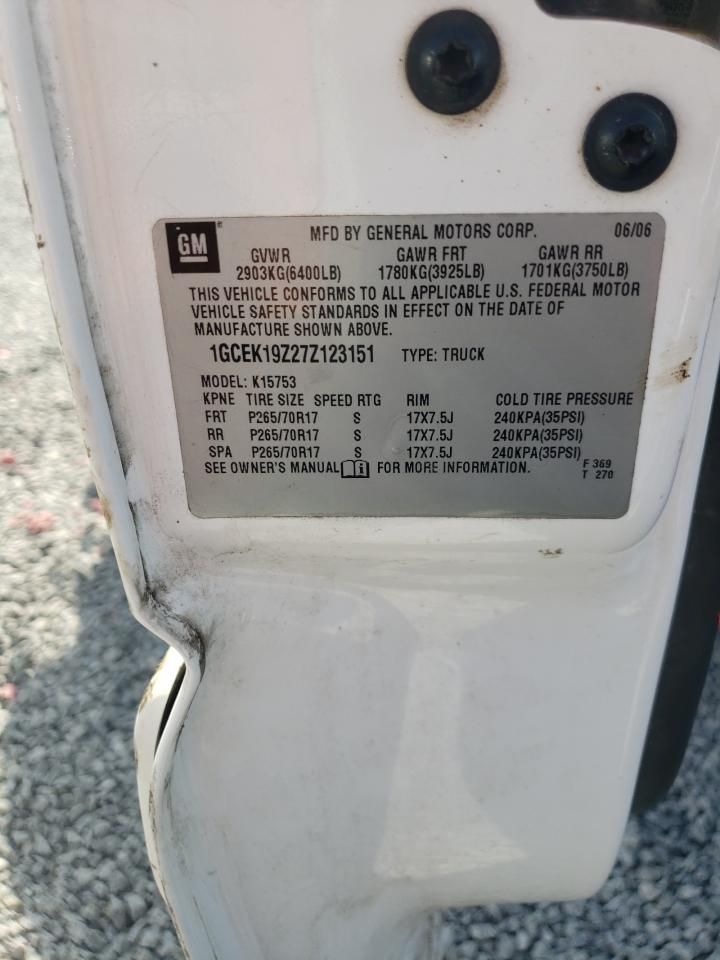 GM MFD BY GENERAL MOTORS CORP. 06/06
GVWR GAWR FRT GAWR RR
2903KG(6400LB) 1780KG(3925LB) 1701KG(3750LB)
THIS VEHICLE CONFORMS TO ALL APPLICABLE U.S. FEDERAL MOTOR
VEHICLE SAFETY STANDARDS IN EFFECT ON THE DATE OF
MANUFACTURE SHOWN ABOVE.
1GCEK19Z27Z123151 TYPE: TRUCK
MODEL: K15753
KPNE TIRE SIZE SPEED RTG RIM COLD TIRE PRESSURE
FRT P265/70R17 S 17X7.5J 240KPA(35PSI)
RR P265/70R17 S 17X7.5J 240KPA(35PSI)
SPA P265/70R17 S 17X7.5J 240KPA(35PSI)
SEE OWNER'S MANUAL i FOR MORE INFORMATION. F 369
T 270